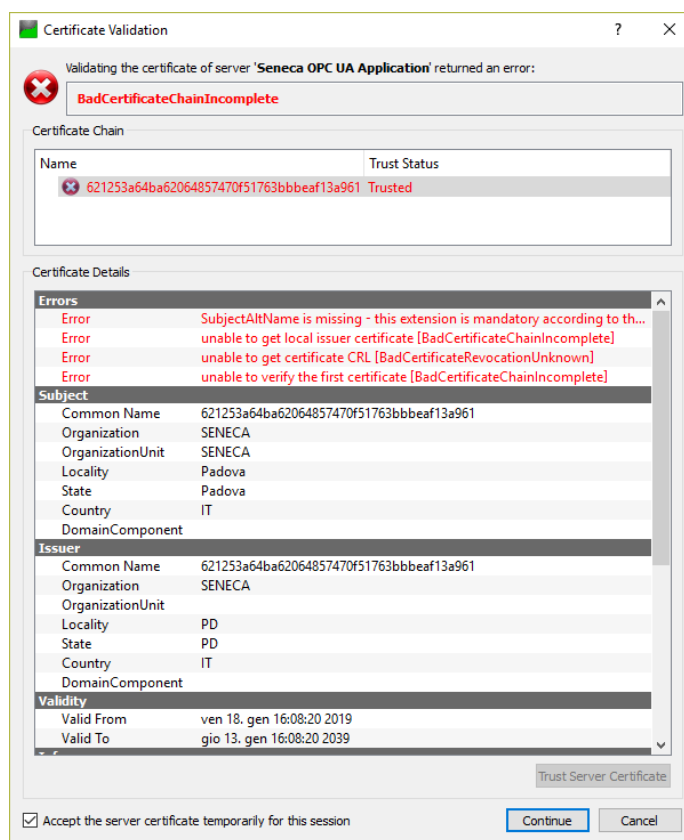 Certificate Validation
Validating the certificate of server 'Seneca OPC UA Application' returned an error:
BadCertificateChainIncomplete
Certificate Chain
Name Trust Status
621253a64ba62064857470f51763bbbeaf13a961 Trusted
Certificate Details
Errors
Error SubjectAltName is missing - this extension is mandatory according to th...
Error unable to get local issuer certificate [BadCertificateChainIncomplete]
Error unable to get certificate CRL [BadCertificateRevocationUnknown]
Error unable to verify the first certificate [BadCertificateChainIncomplete]
Subject
Common Name 621253a64ba62064857470f51763bbbeaf13a961
Organization SENECA
OrganizationUnit SENECA
Locality Padova
State Padova
Country IT
DomainComponent
Issuer
Common Name 621253a64ba62064857470f51763bbbeaf13a961
Organization SENECA
OrganizationUnit
Locality PD
State PD
Country IT
DomainComponent
Validity
Valid From ven 18. gen 16:08:20 2019
Valid To gio 13. gen 16:08:20 2039
Trust Server Certificate
Accept the server certificate temporarily for this session
Continue Cancel